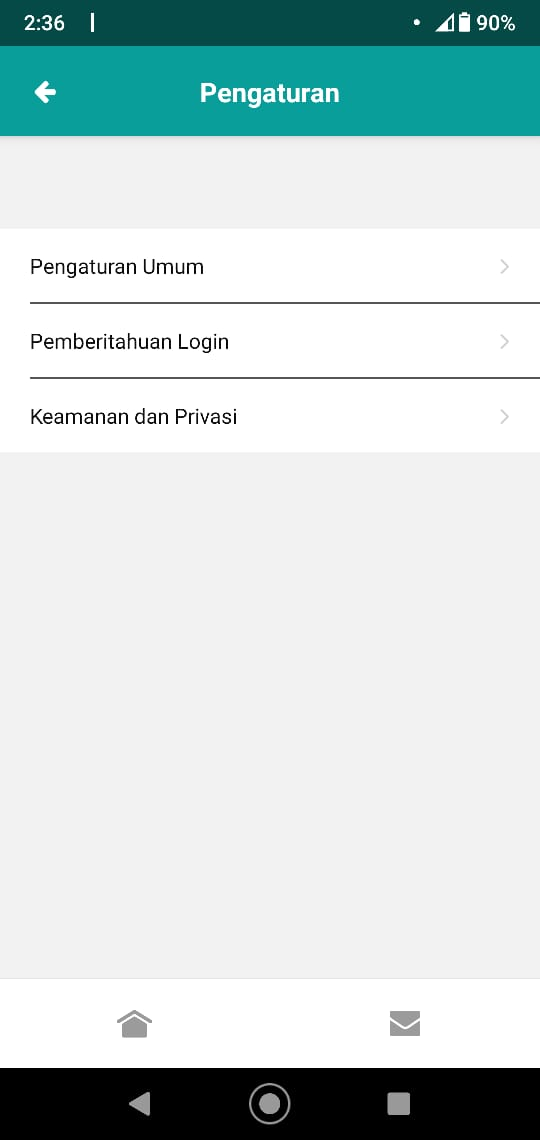 2:36
90%
Pengaturan
Pengaturan Umum
Pemberitahuan Login
Keamanan dan Privasi